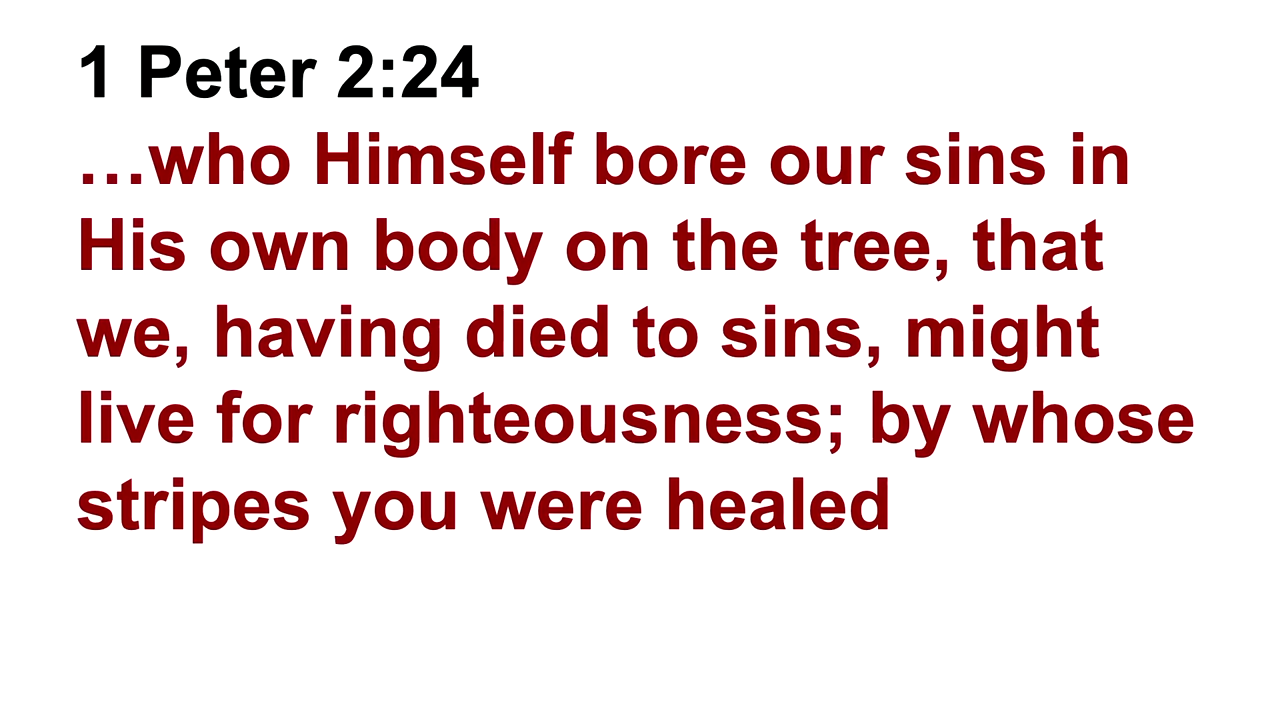 1 Peter 2:24
…who Himself bore our sins in
His own body on the tree, that
we, having died to sins, might
live for righteousness; by whose
stripes you were healed